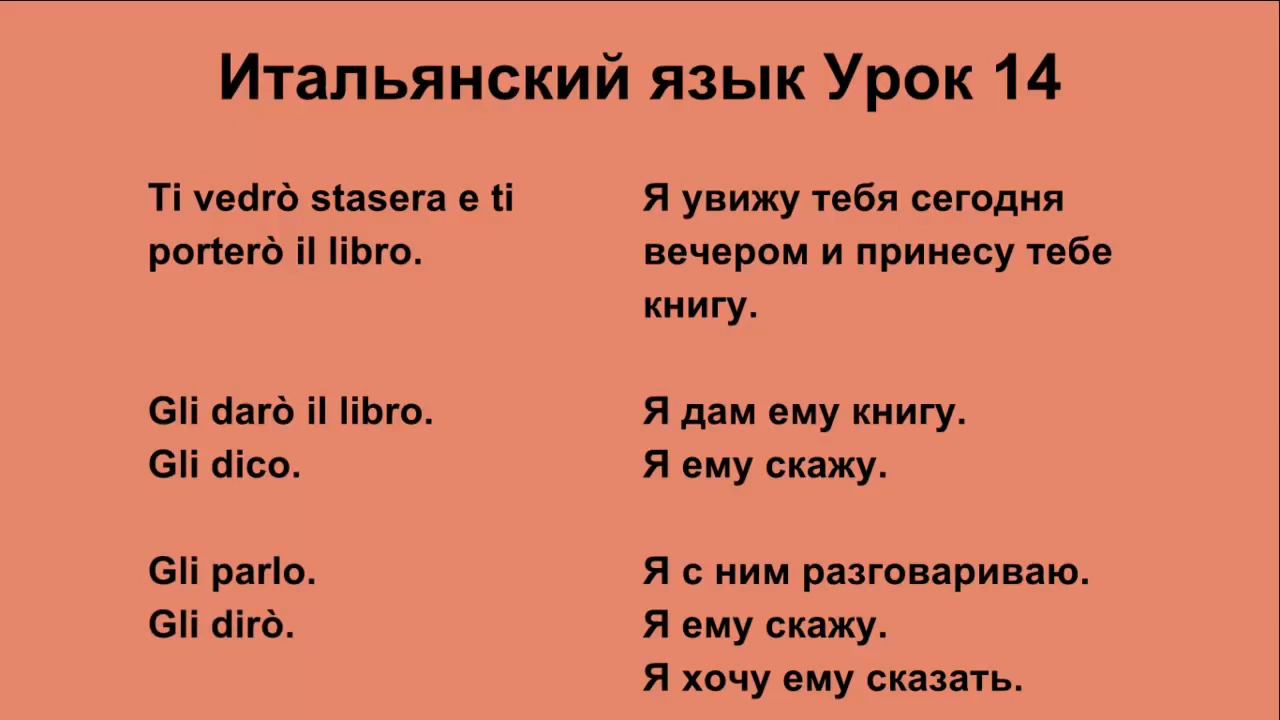 Итальянский язык Урок 14
Ti vedrò stasera e ti
porterò il libro.
Я увижу тебя сегодня
вечером и принесу тебе
книгу.
Gli darò il libro.
Gli dico.
Я дам ему книгу.
Я ему скажу.
Gli parlo.
Gli dirò.
Я с ним разговариваю.
Я ему скажу.
Я хочу ему сказать.